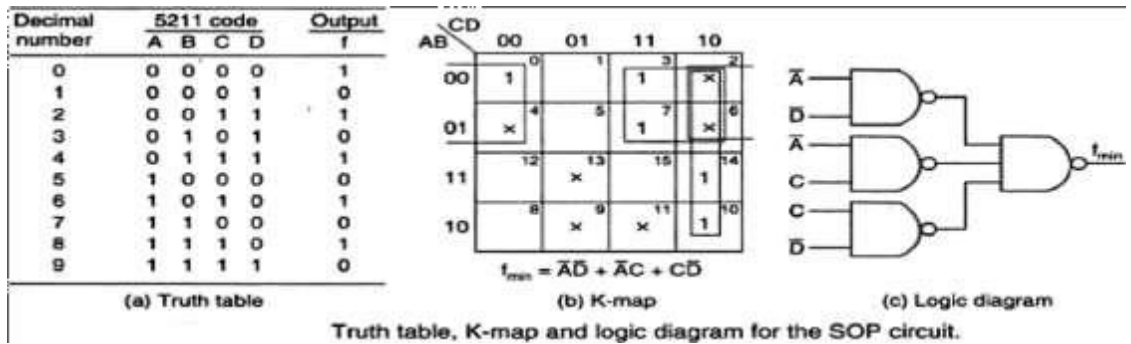 Decimal number 5211 code Output
A B C D f
0 0 0 0 0 1
1 0 0 0 1 0
2 0 0 1 1 1
3 0 1 0 1 0
4 0 1 1 1 1
5 1 0 0 0 0
6 1 0 1 0 1
7 1 1 0 0 0
8 1 1 1 0 1
9 1 1 1 1 0
(a) Truth table
CD
AB 00 01 11 10
0 1 3 2
00 1 1 ×
4 5 7 6
01 × 1 ×
12 13 15 14
11 × 1
8 9 11 10
10 × × 1
f_min = A̅D̅ + A̅C + CD̅
(b) K-map
A̅
D̅
A̅
C
C
D̅
f_min
(c) Logic diagram
Truth table, K-map and logic diagram for the SOP circuit.